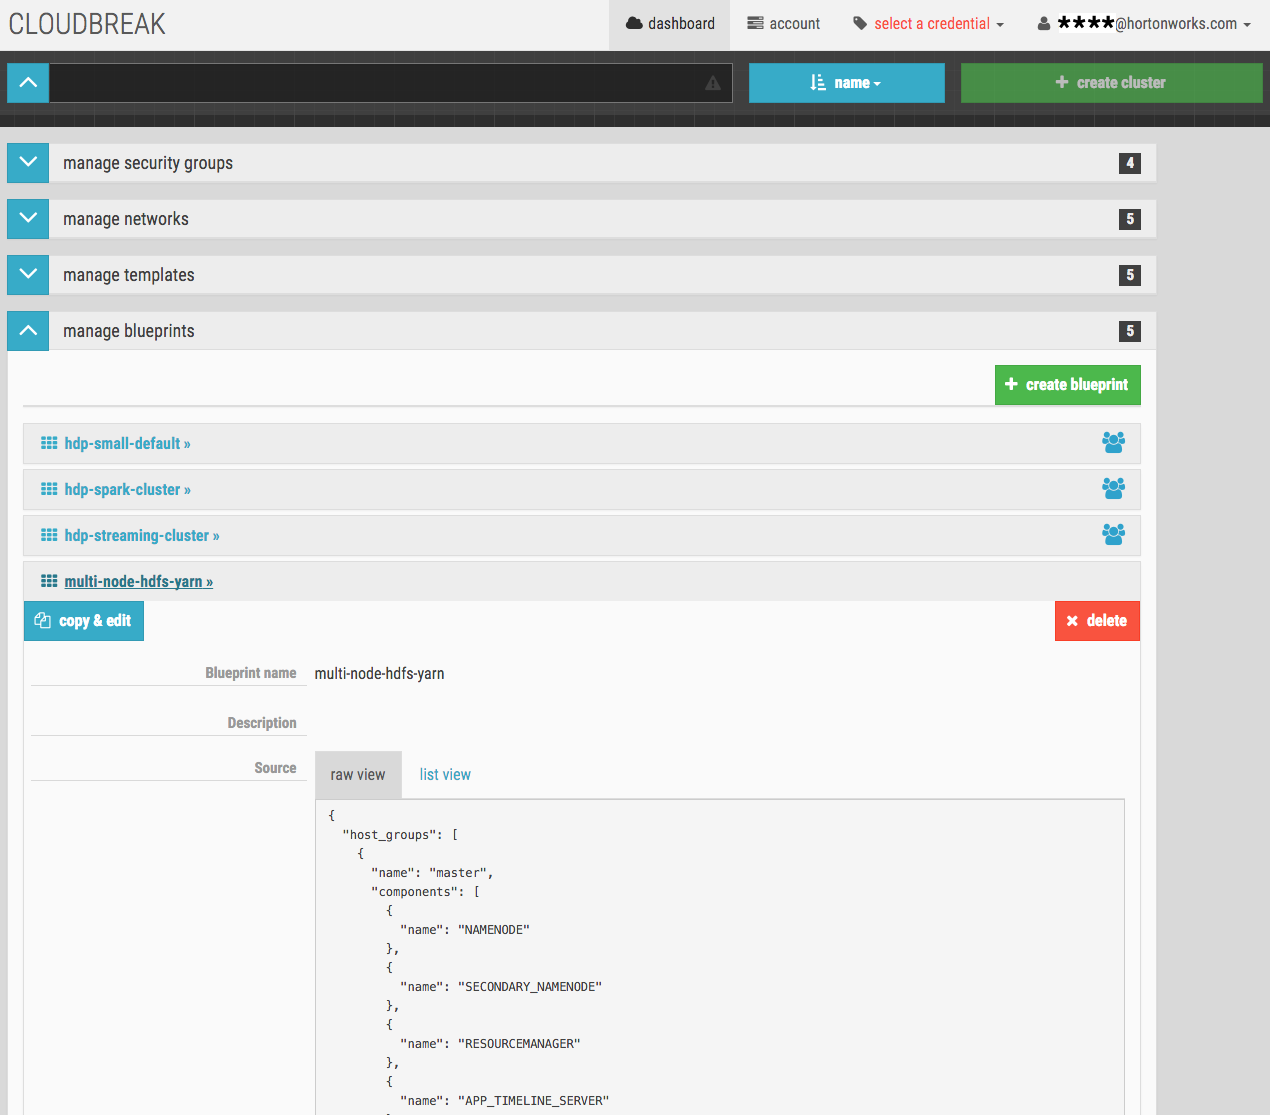 CLOUDBREAK
dashboard
account
select a credential
****@hortonworks.com
name
+ create cluster
manage security groups
4
manage networks
5
manage templates
5
manage blueprints
5
+ create blueprint
hdp-small-default »
hdp-spark-cluster »
hdp-streaming-cluster »
multi-node-hdfs-yarn »
copy & edit
× delete
Blueprint name
multi-node-hdfs-yarn
Description
Source
raw view
list view
{
"host_groups": [
{
"name": "master",
"components": [
{
"name": "NAMENODE"
},
{
"name": "SECONDARY_NAMENODE"
},
{
"name": "RESOURCEMANAGER"
},
{
"name": "APP_TIMELINE_SERVER"